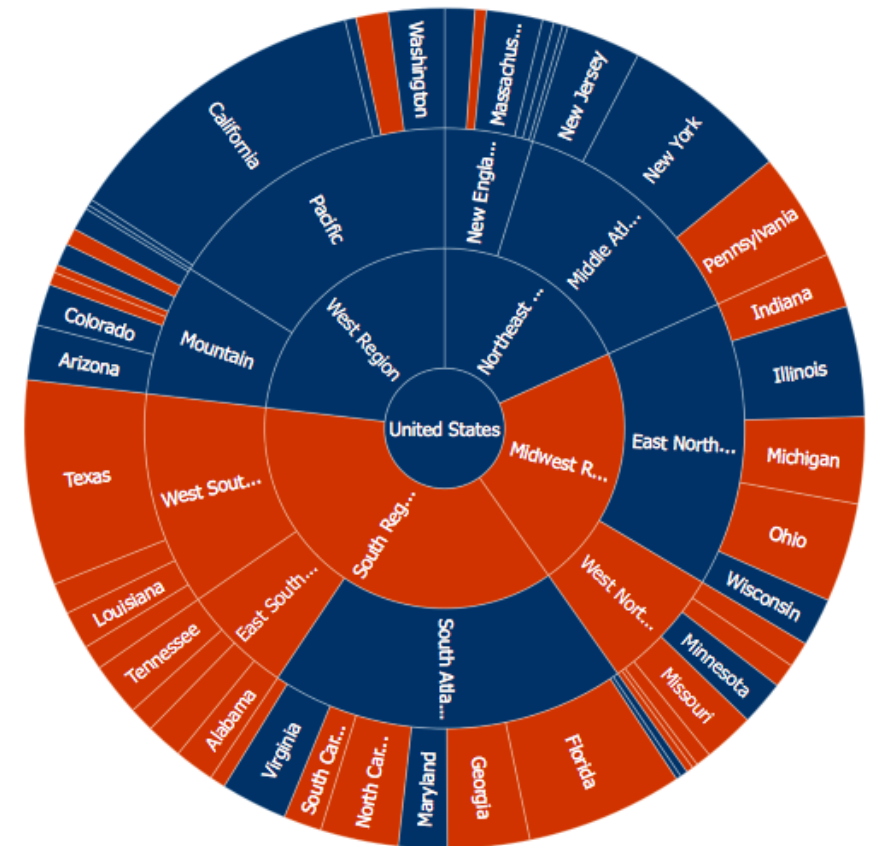 United States
Northeast ...
Midwest R...
South Reg...
West Region
New Engla...
Middle Atl...
East North...
West Nort...
South Atla...
East South...
West Sout...
Mountain
Pacific
Massachus...
New Jersey
New York
Pennsylvania
Indiana
Illinois
Michigan
Ohio
Wisconsin
Minnesota
Missouri
Florida
Georgia
Maryland
North Car...
South Car...
Virginia
Alabama
Tennessee
Louisiana
Texas
Arizona
Colorado
California
Washington